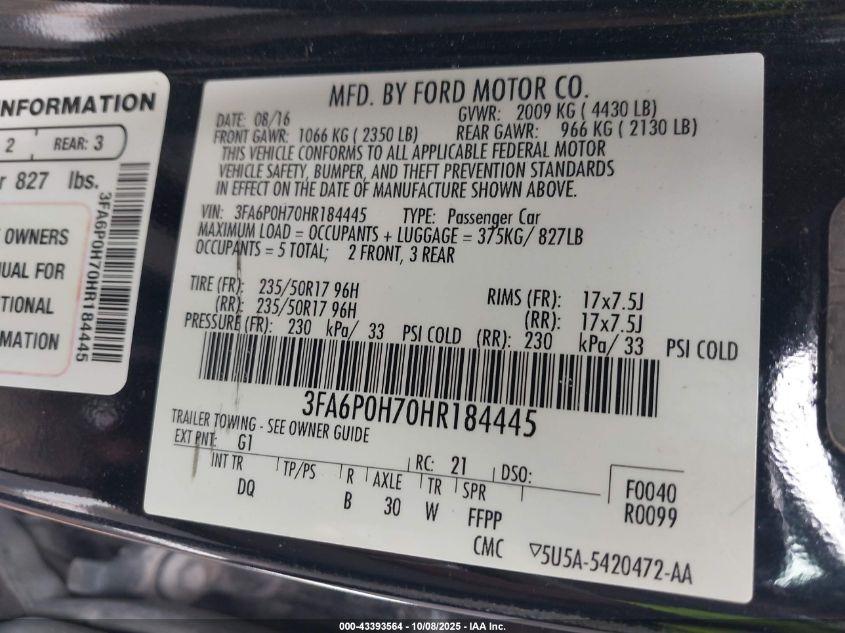 INFORMATION
2 REAR: 3
827 lbs.
OWNERS
FOR
3FA6P0H70HR184445
MFD. BY FORD MOTOR CO.
DATE: 08/16 GVWR: 2009 KG ( 4430 LB)
FRONT GAWR: 1066 KG ( 2350 LB) REAR GAWR: 966 KG ( 2130 LB)
THIS VEHICLE CONFORMS TO ALL APPLICABLE FEDERAL MOTOR
VEHICLE SAFETY, BUMPER, AND THEFT PREVENTION STANDARDS
IN EFFECT ON THE DATE OF MANUFACTURE SHOWN ABOVE.
VIN: 3FA6P0H70HR184445 TYPE: Passenger Car
MAXIMUM LOAD = OCCUPANTS + LUGGAGE = 375KG/ 827LB
OCCUPANTS = 5 TOTAL; 2 FRONT, 3 REAR
TIRE (FR): 235/50R17 96H RIMS (FR): 17x7.5J
(RR): 235/50R17 96H (RR): 17x7.5J
PRESSURE (FR): 230 kPa/ 33 PSI COLD (RR): 230 kPa/ 33 PSI COLD
3FA6P0H70HR184445
TRAILER TOWING - SEE OWNER GUIDE
EXT PNT: G1 RC: 21 DSO:
INT TR TP/PS R AXLE TR SPR F0040
DQ B 30 W FFPP R0099
CMC ▽5U5A-5420472-AA
000-43393564 - 10/08/2025 - IAA Inc.